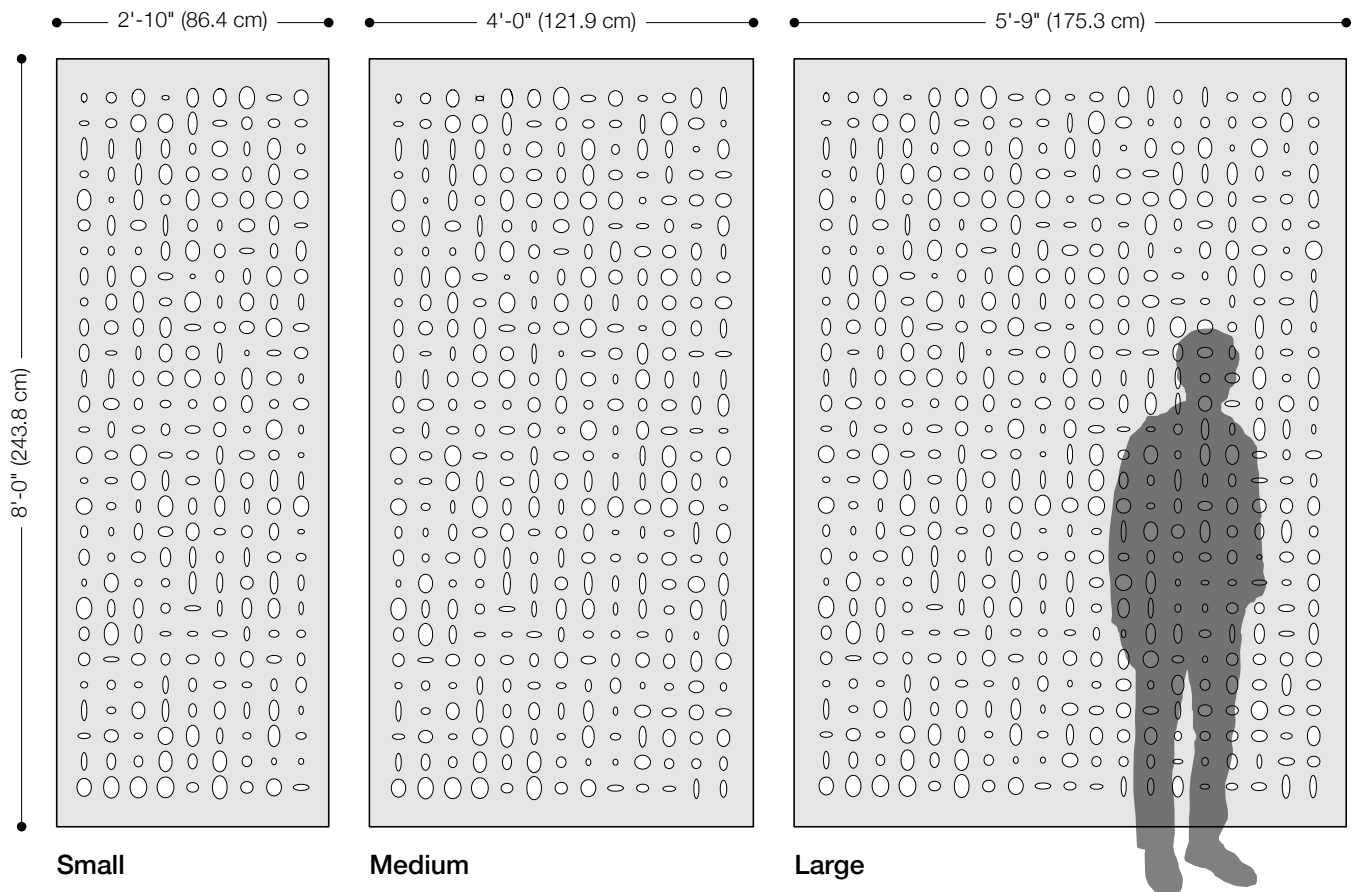 2'-10" (86.4 cm)
4'-0" (121.9 cm)
5'-9" (175.3 cm)
8'-0" (243.8 cm)
Small
Medium
Large